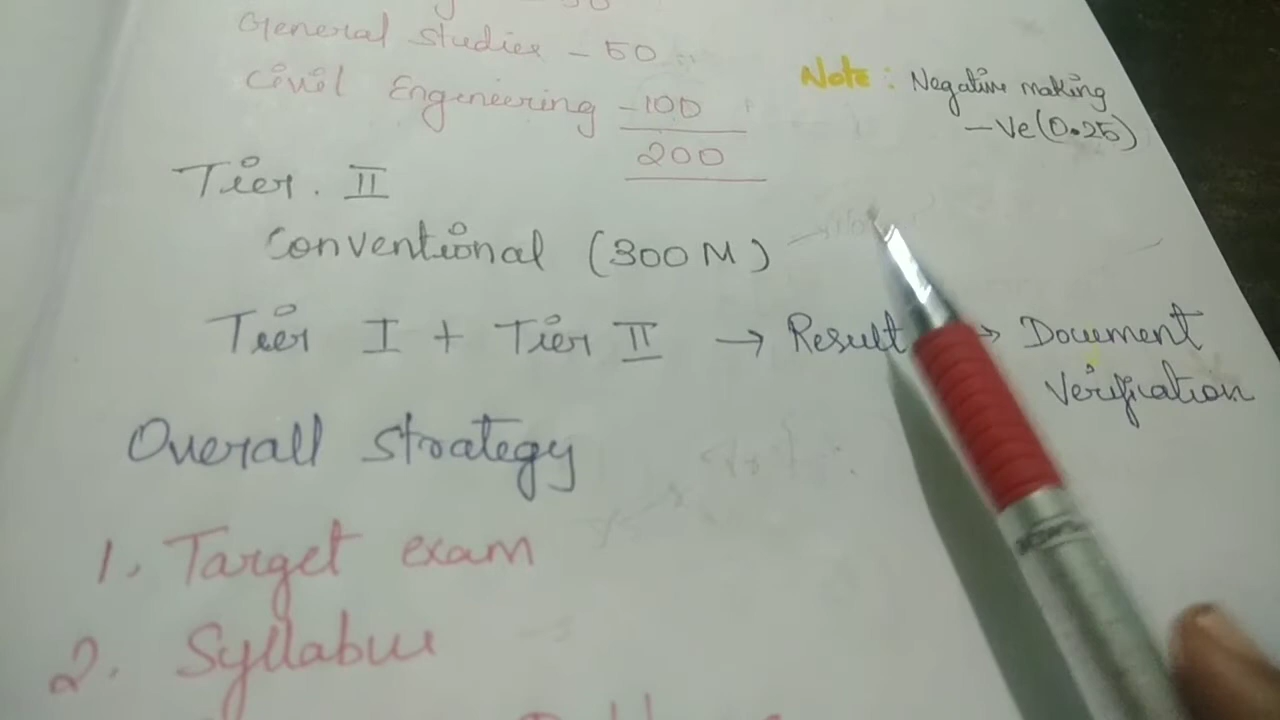 General studies - 50
Civil Engineering - 100
200
Note : Negative making
- Ve (0.25)
Tier. II
Conventional (300 M)
Tier I + Tier II → Result → Document
Verification
Overall strategy
1. Target exam
2. Syllabus